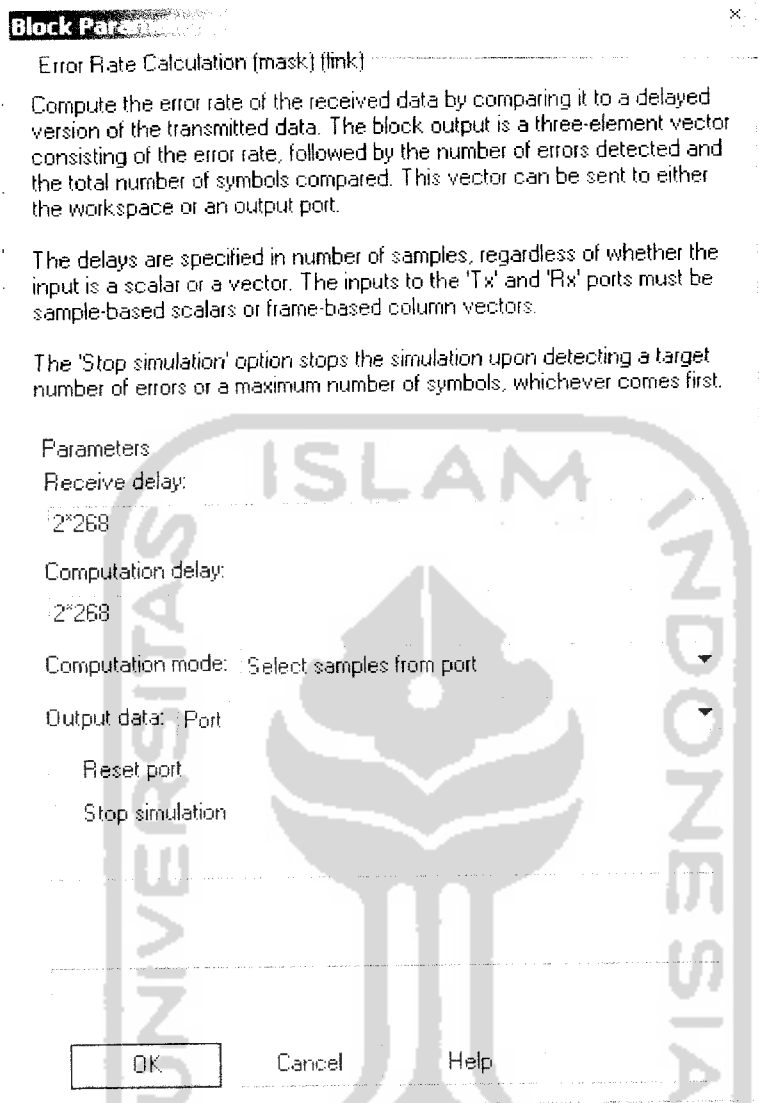 Block Param
Error Rate Calculation (mask) (link)
Compute the error rate of the received data by comparing it to a delayed
version of the transmitted data. The block output is a three-element vector
consisting of the error rate, followed by the number of errors detected and
the total number of symbols compared. This vector can be sent to either
the workspace or an output port.
The delays are specified in number of samples, regardless of whether the
input is a scalar or a vector. The inputs to the 'Tx' and 'Rx' ports must be
sample-based scalars or frame-based column vectors.
The 'Stop simulation' option stops the simulation upon detecting a target
number of errors or a maximum number of symbols, whichever comes first.
Parameters
Receive delay:
2*268
Computation delay:
2*268
Computation mode: Select samples from port
Output data: Port
Reset port
Stop simulation
OK Cancel Help
UNIVERSITAS
ISLAM
INDONESIA